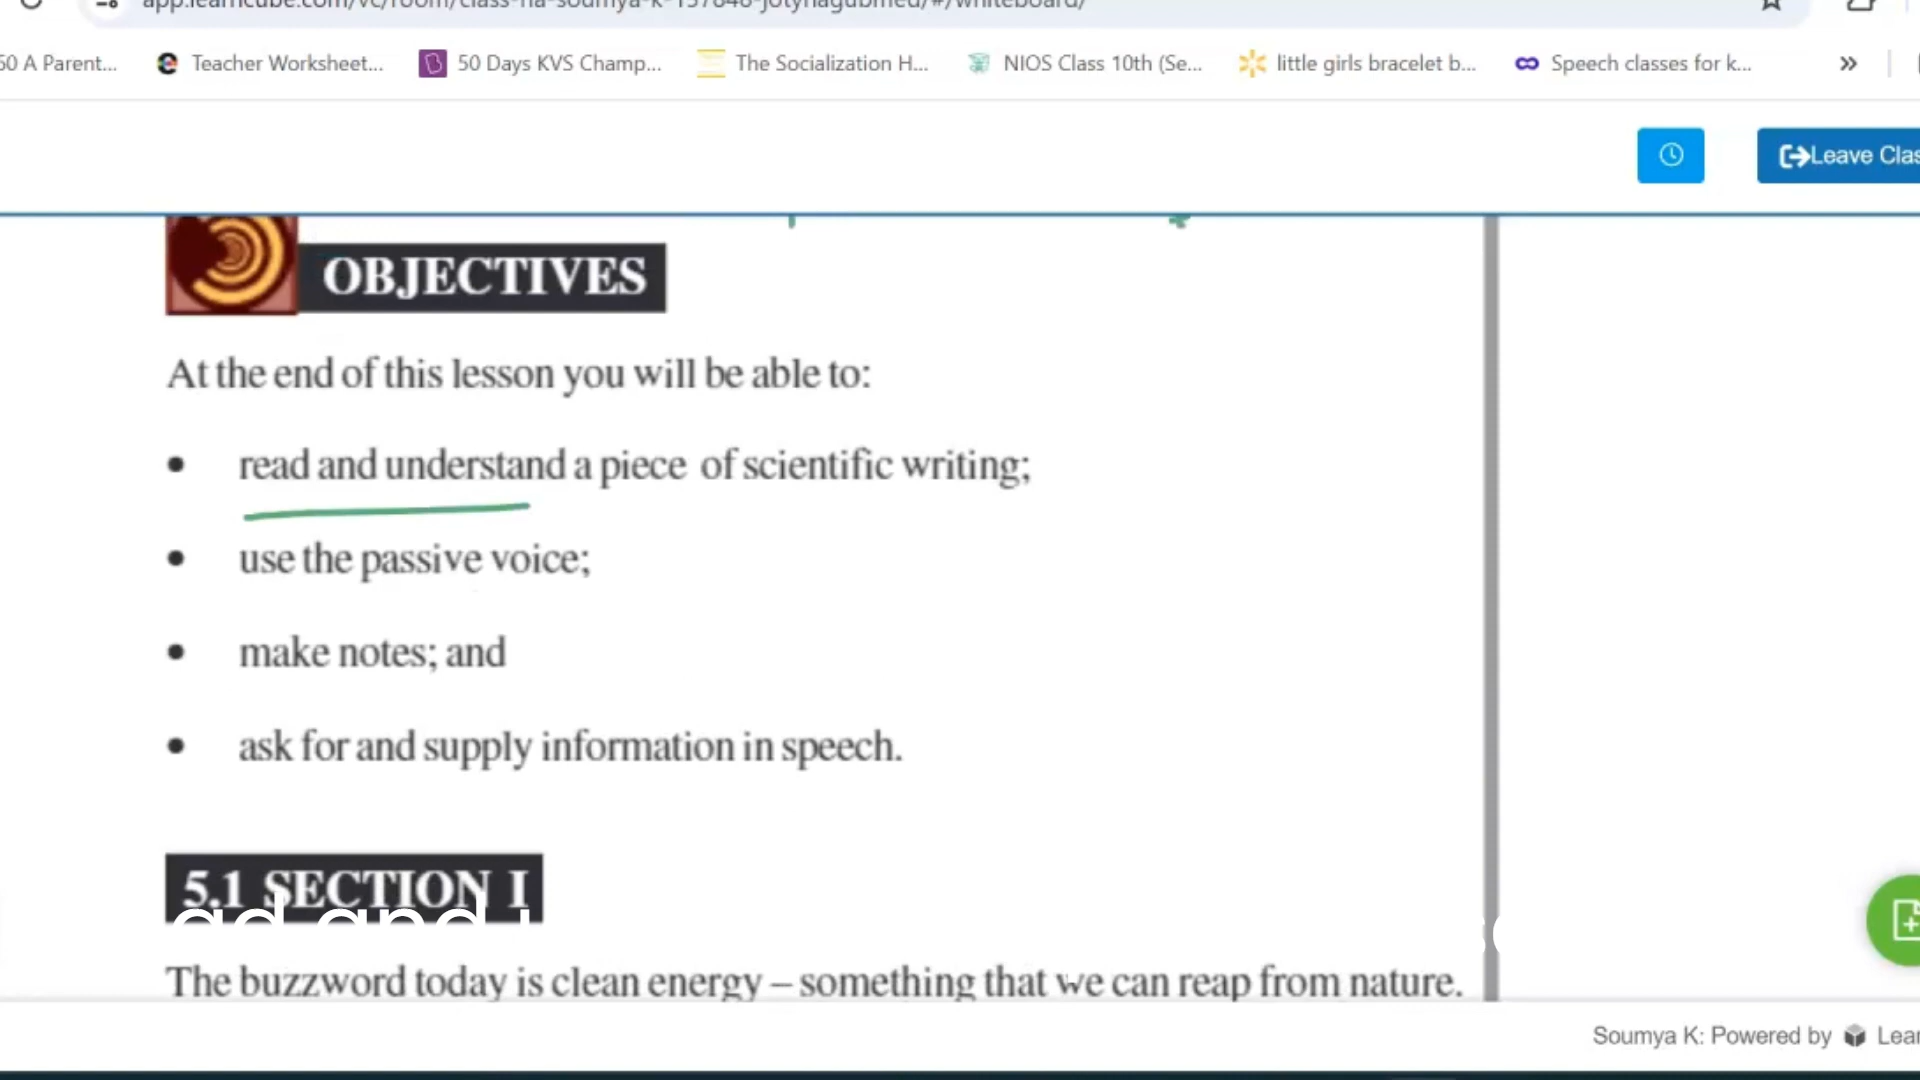 50 A Parent... Teacher Worksheet... 50 Days KVS Champ... The Socialization H... NIOS Class 10th (Se... little girls bracelet b... Speech classes for k... »
Leave Clas
OBJECTIVES
At the end of this lesson you will be able to:
• read and understand a piece of scientific writing;
• use the passive voice;
• make notes; and
• ask for and supply information in speech.
5.1 SECTION I
The buzzword today is clean energy – something that we can reap from nature.
Soumya K: Powered by Lear